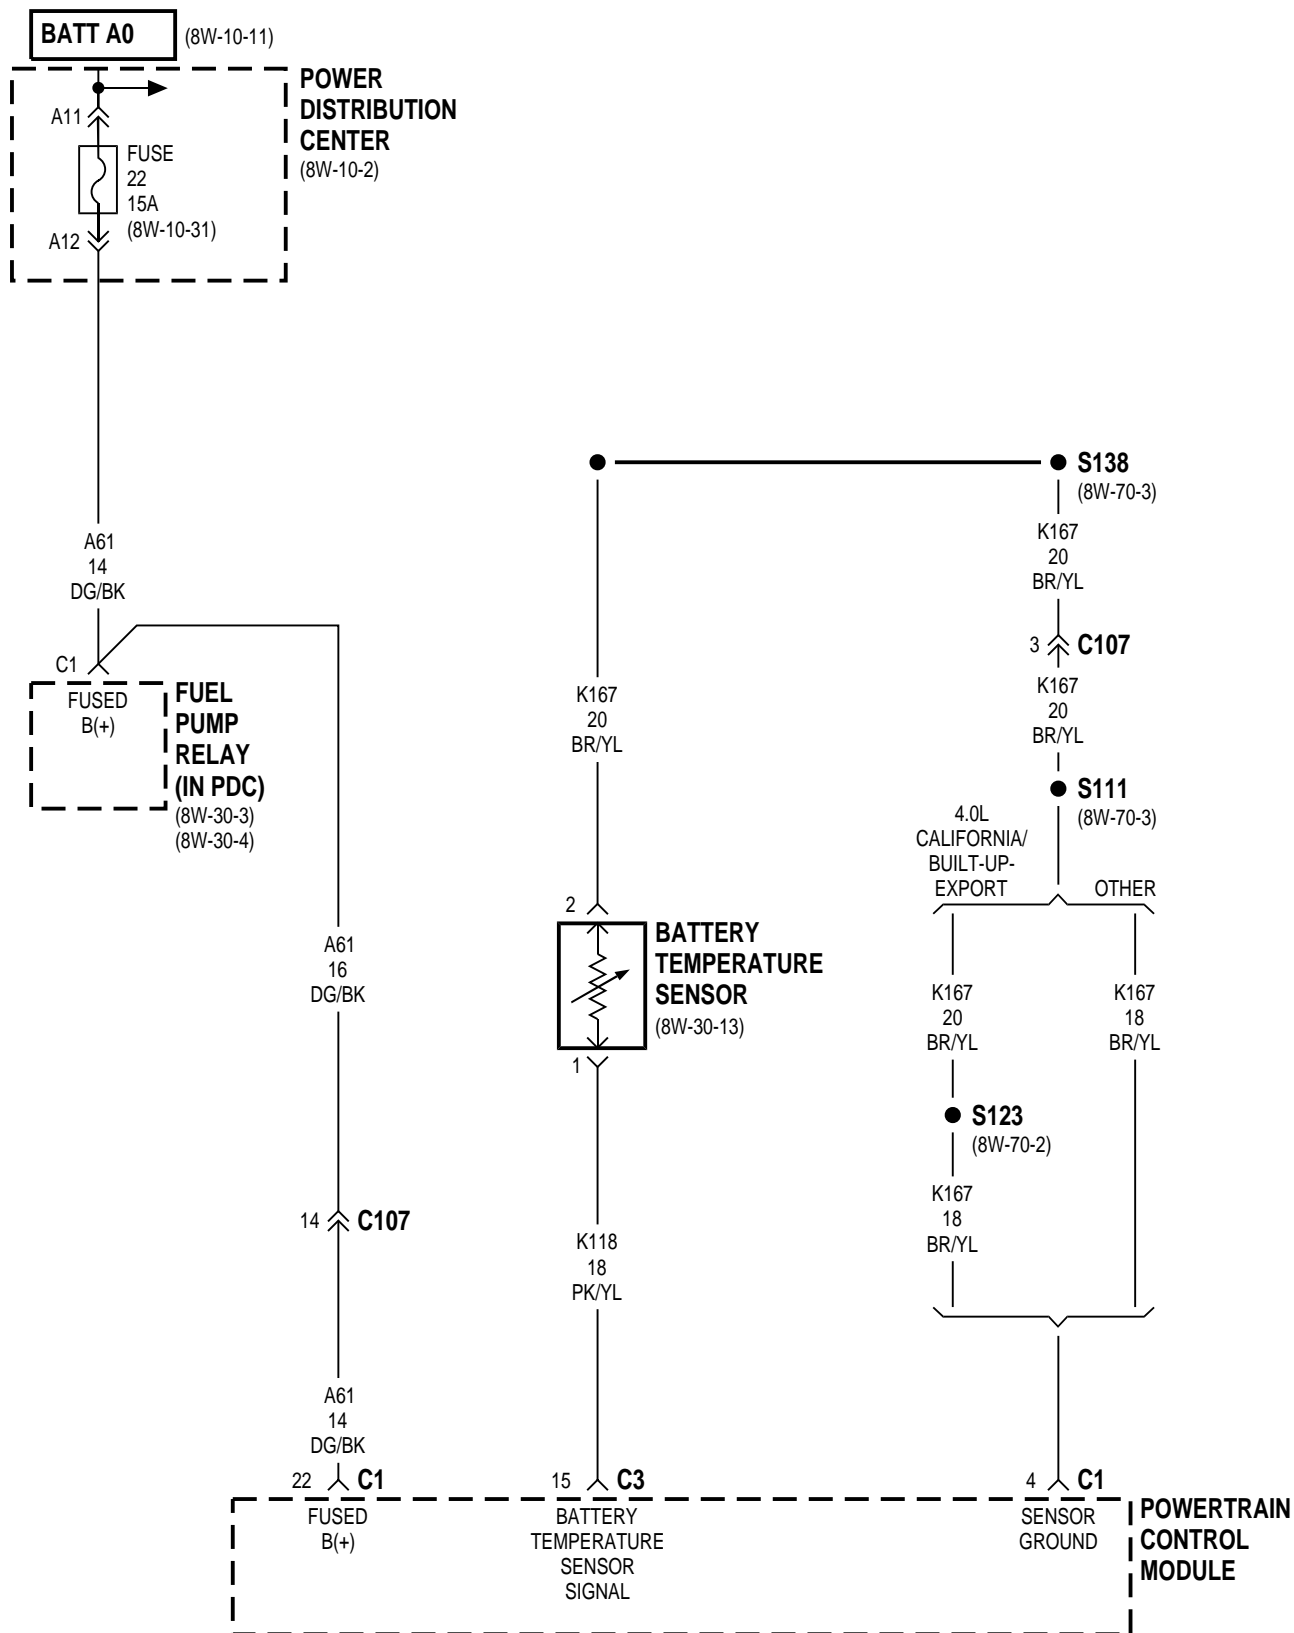 BATT A0
(8W-10-11)
POWER
DISTRIBUTION
CENTER
(8W-10-2)
A11
FUSE
22
15A
(8W-10-31)
A12
A61
14
DG/BK
C1
FUSED
B(+)
FUEL
PUMP
RELAY
(IN PDC)
(8W-30-3)
(8W-30-4)
A61
16
DG/BK
14
C107
A61
14
DG/BK
22
C1
FUSED
B(+)
K167
20
BR/YL
2
BATTERY
TEMPERATURE
SENSOR
(8W-30-13)
1
K118
18
PK/YL
15
C3
BATTERY
TEMPERATURE
SENSOR
SIGNAL
S138
(8W-70-3)
K167
20
BR/YL
3
C107
K167
20
BR/YL
S111
(8W-70-3)
4.0L
CALIFORNIA/
BUILT-UP-
EXPORT
OTHER
K167
20
BR/YL
K167
18
BR/YL
S123
(8W-70-2)
K167
18
BR/YL
4
C1
SENSOR
GROUND
POWERTRAIN
CONTROL
MODULE